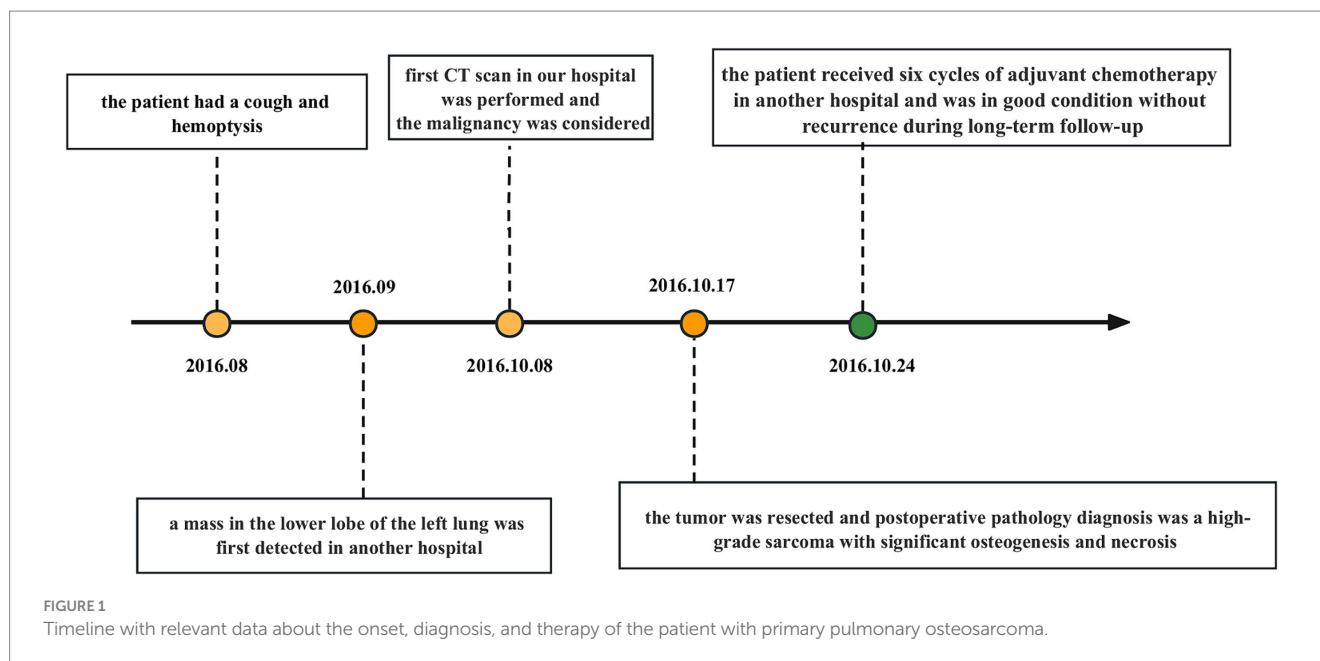 the patient had a cough and
hemoptysis
first CT scan in our hospital
was performed and
the malignancy was considered
the patient received six cycles of adjuvant chemotherapy
in another hospital and was in good condition without
recurrence during long-term follow-up
2016.09
2016.10.17
2016.08
2016.10.08
2016.10.24
a mass in the lower lobe of the left lung was
first detected in another hospital
the tumor was resected and postoperative pathology diagnosis was a high-
grade sarcoma with significant osteogenesis and necrosis
FIGURE 1
Timeline with relevant data about the onset, diagnosis, and therapy of the patient with primary pulmonary osteosarcoma.